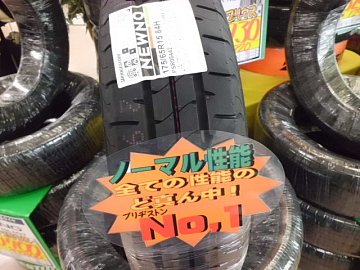 NEWNO
175/65R15 84H
ノーマル性能
全ての性能の
ど真ん中!
ブリヂストン
No,1